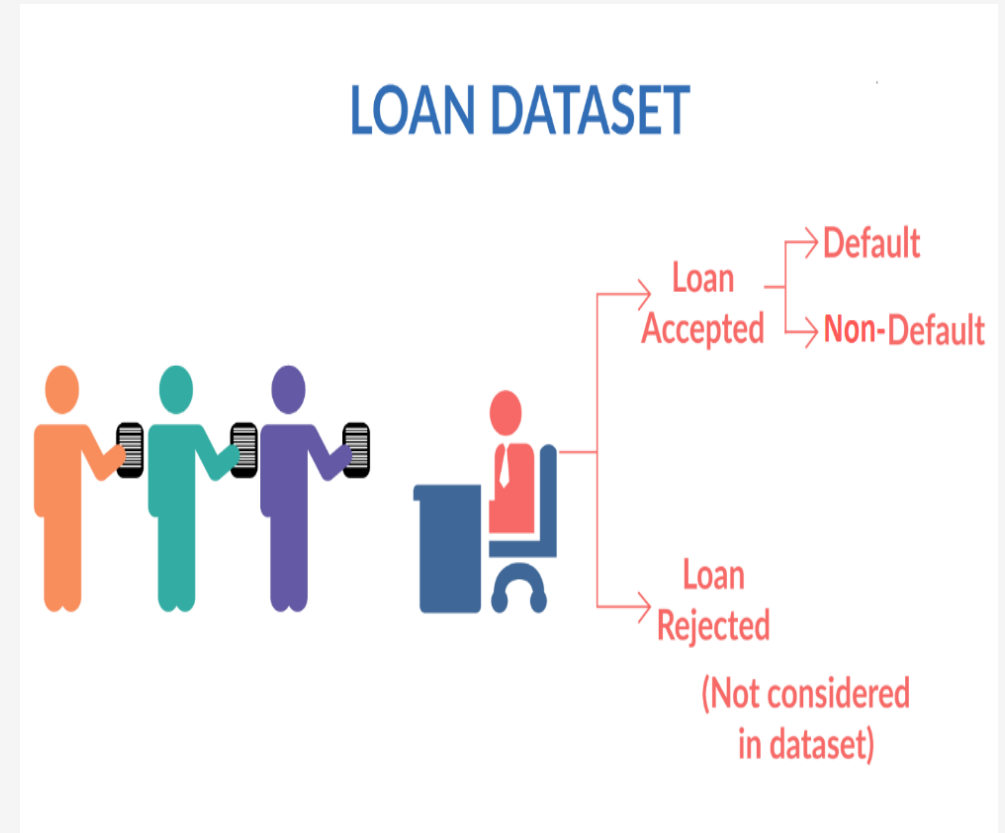 LOAN DATASET
Default
Loan
Accepted
Non-Default
Loan
Rejected
(Not considered
in dataset)